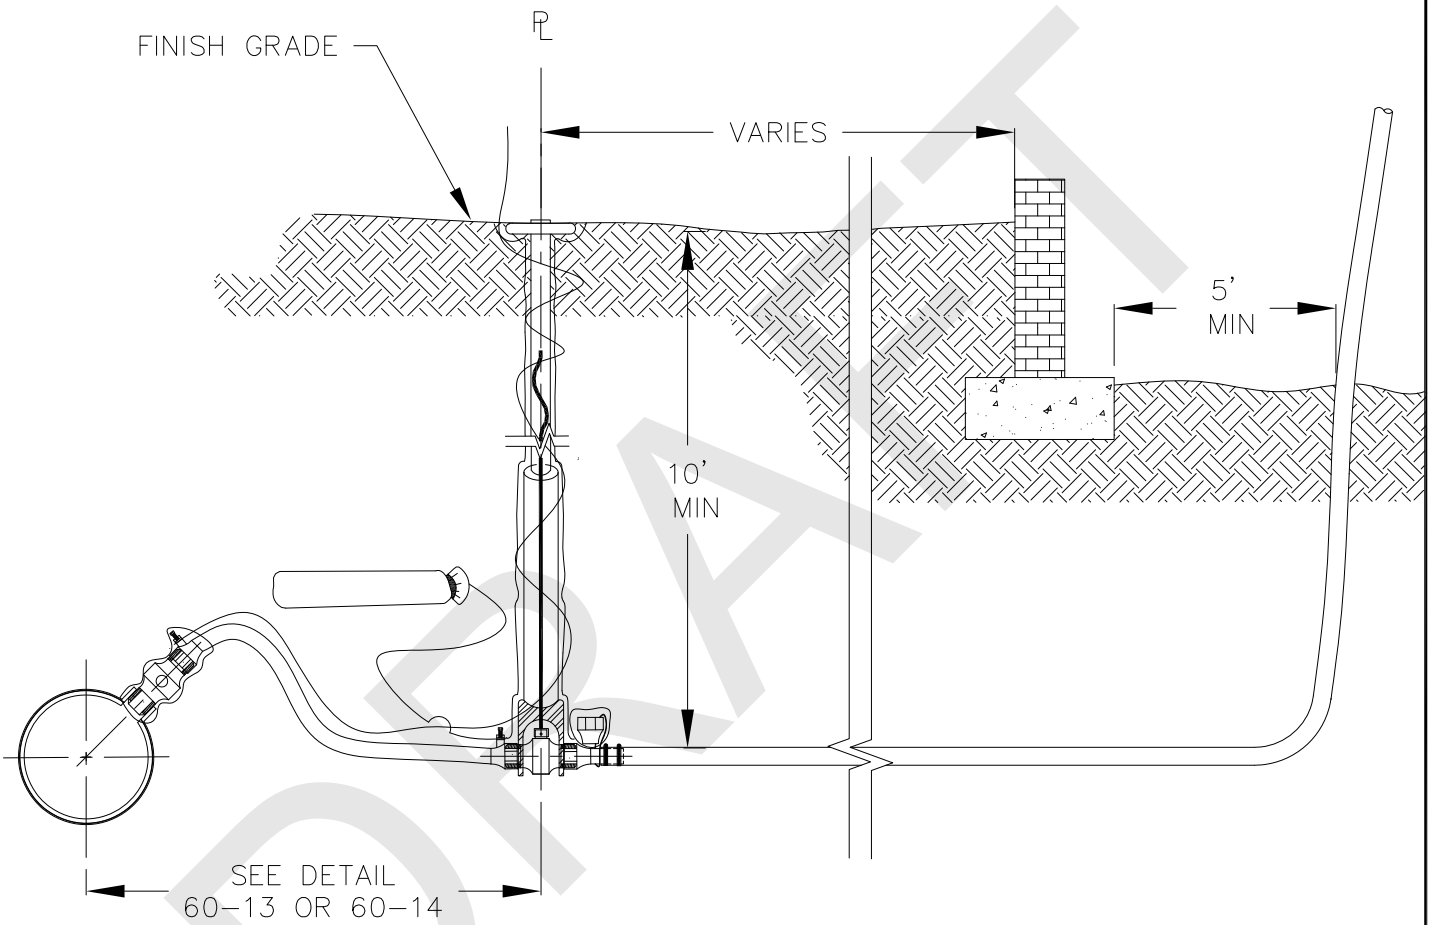 PL
FINISH GRADE
VARIES
5'
MIN
10'
MIN
SEE DETAIL
60-13 OR 60-14
DRAFT